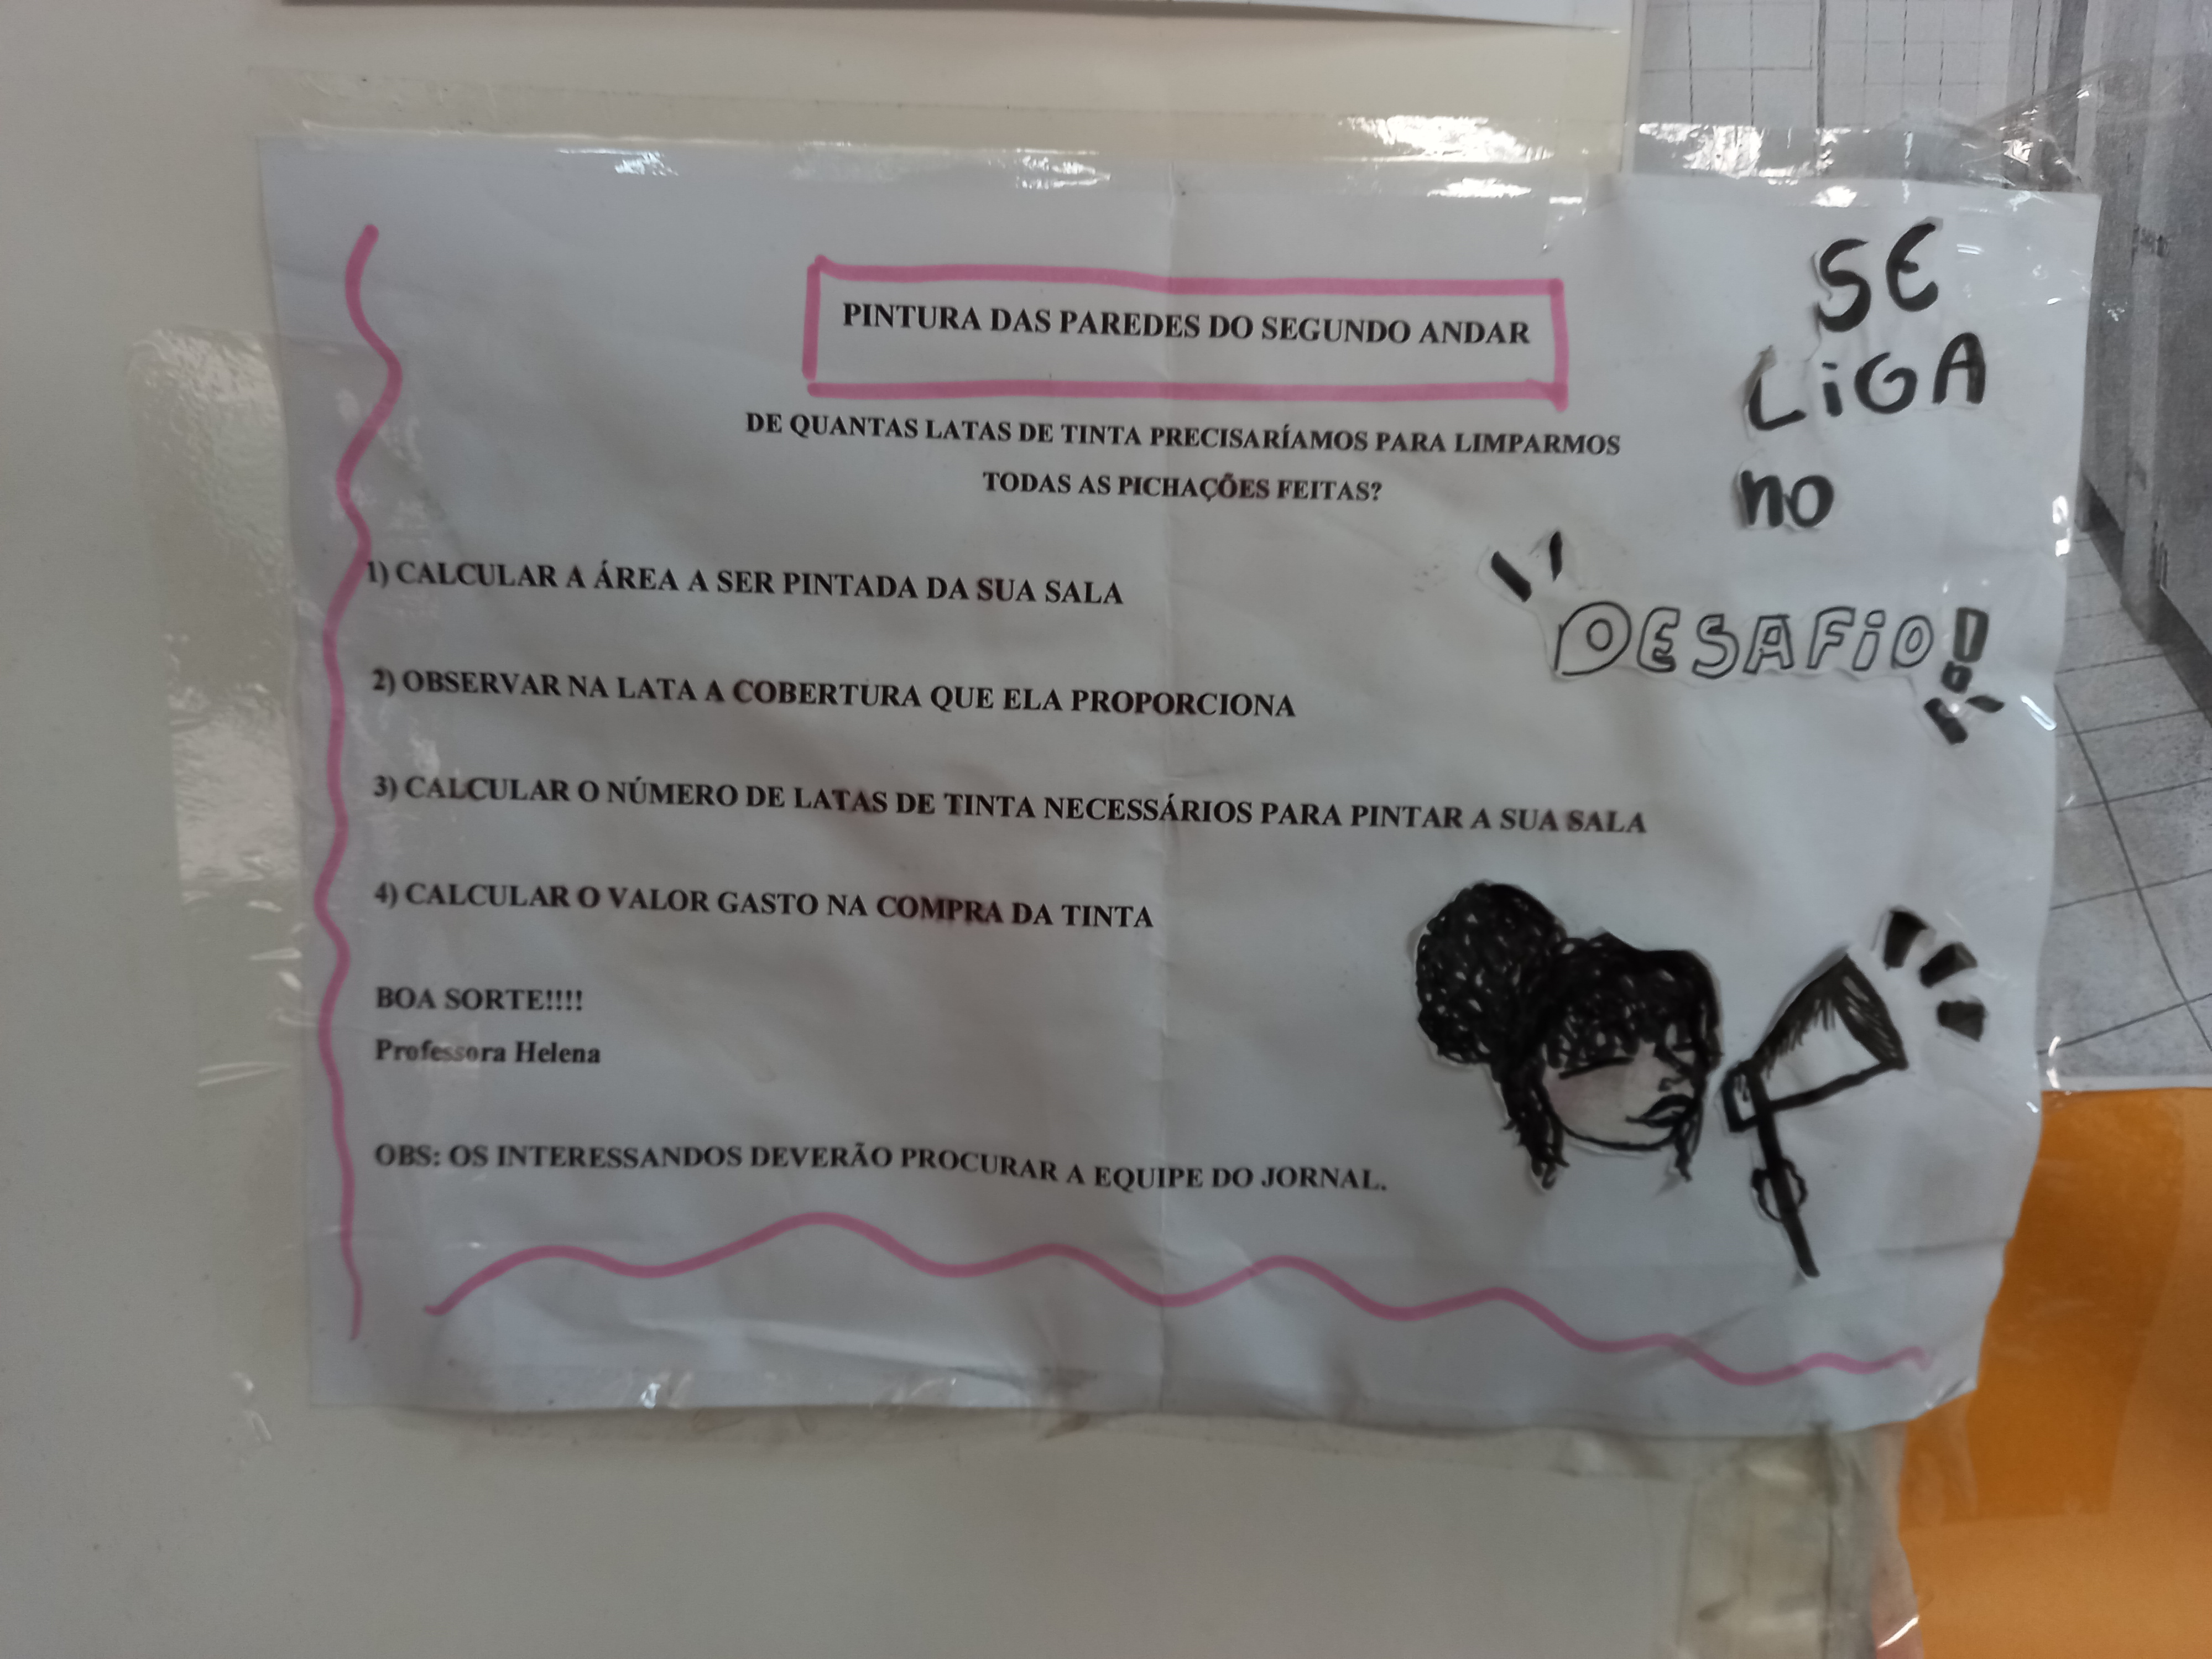 PINTURA DAS PAREDES DO SEGUNDO ANDAR
DE QUANTAS LATAS DE TINTA PRECISARÍAMOS PARA LIMPARMOS
TODAS AS PICHAÇÕES FEITAS?
1) CALCULAR A ÁREA A SER PINTADA DA SUA SALA
2) OBSERVAR NA LATA A COBERTURA QUE ELA PROPORCIONA
3) CALCULAR O NÚMERO DE LATAS DE TINTA NECESSÁRIOS PARA PINTAR A SUA SALA
4) CALCULAR O VALOR GASTO NA COMPRA DA TINTA
BOA SORTE!!!!
Professora Helena
OBS: OS INTERESSANDOS DEVERÃO PROCURAR A EQUIPE DO JORNAL.
SE
LiGA
no
DESAFiO!